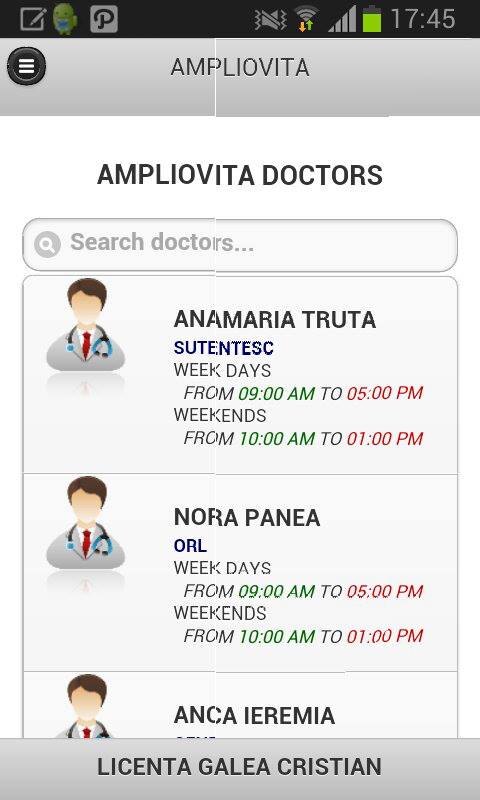 17:45
AMPLIOVITA
AMPLIOVITA DOCTORS
Search doctors...
ANAMARIA TRUTA
SUTENTESC
WEEK DAYS
FROM 09:00 AM TO 05:00 PM
WEEKENDS
FROM 10:00 AM TO 01:00 PM
NORA PANEA
ORL
WEEK DAYS
FROM 09:00 AM TO 05:00 PM
WEEKENDS
FROM 10:00 AM TO 01:00 PM
ANCA IEREMIA
LICENTA GALEA CRISTIAN